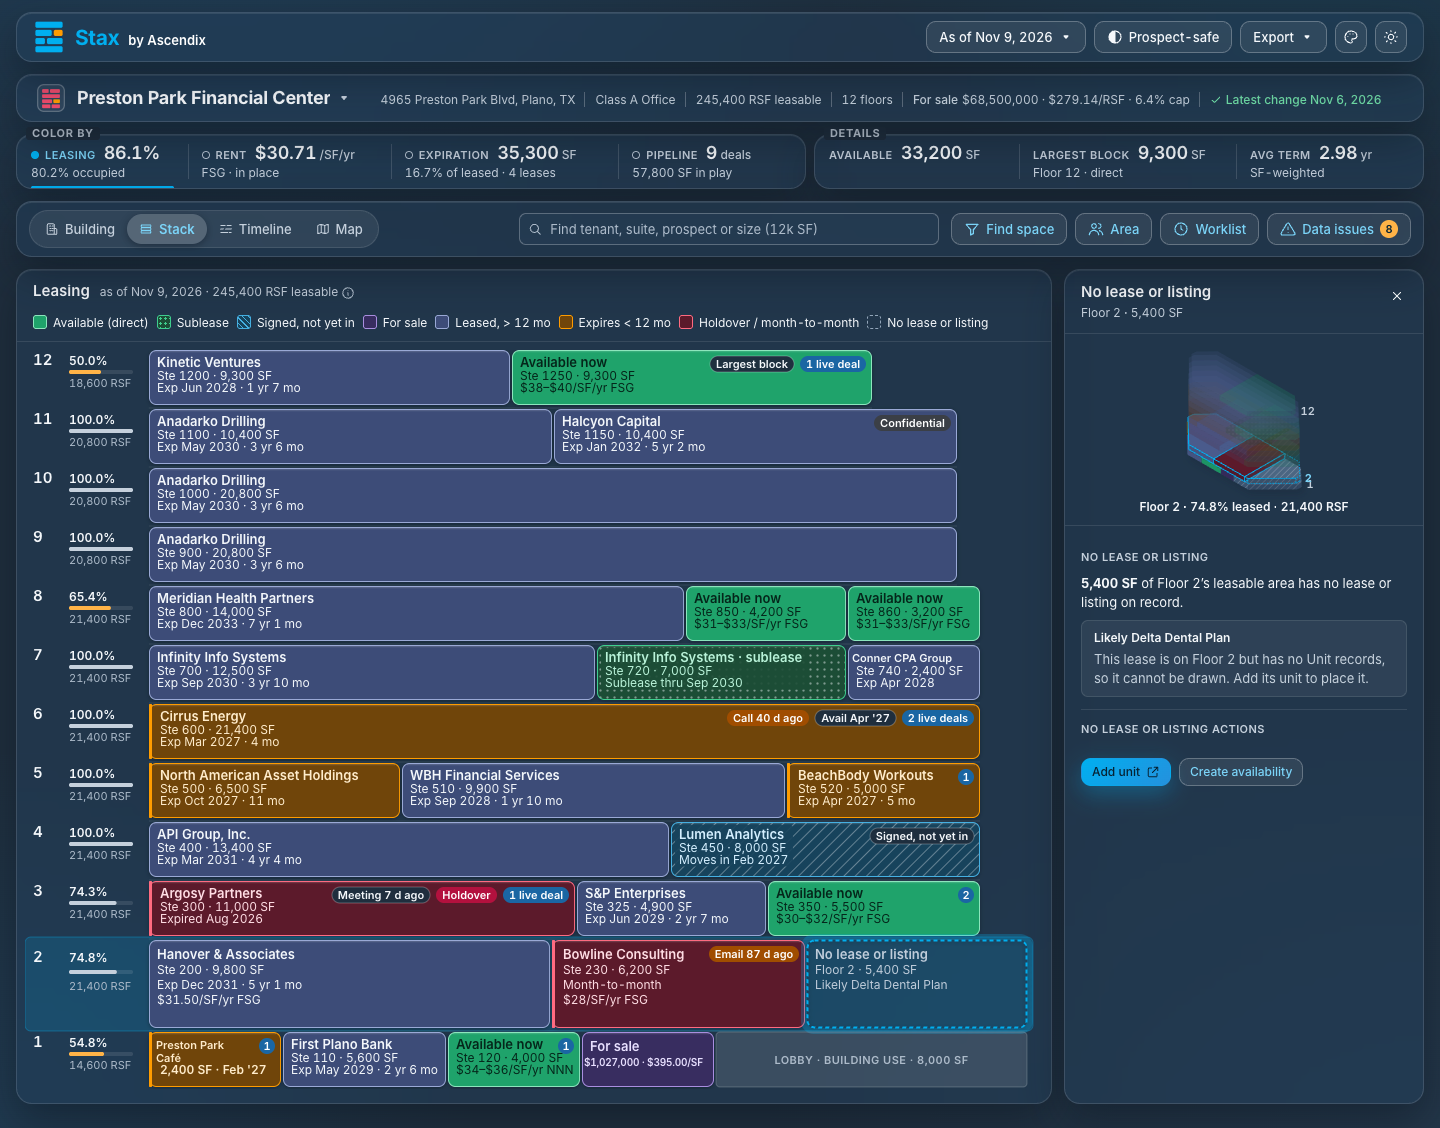 Stax by Ascendix
As of Nov 9, 2026
Prospect-safe
Export
Preston Park Financial Center
4965 Preston Park Blvd, Plano, TX
Class A Office
245,400 RSF leasable
12 floors
For sale $68,500,000 · $279.14/RSF · 6.4% cap
✓ Latest change Nov 6, 2026
COLOR BY
LEASING 86.1%
80.2% occupied
RENT $30.71 /SF/yr
FSG · in place
EXPIRATION 35,300 SF
16.7% of leased · 4 leases
PIPELINE 9 deals
57,800 SF in play
DETAILS
AVAILABLE 33,200 SF
LARGEST BLOCK 9,300 SF
Floor 12 · direct
AVG TERM 2.98 yr
SF-weighted
Building
Stack
Timeline
Map
Find tenant, suite, prospect or size (12k SF)
Find space
Area
Worklist
Data issues 8
Leasing as of Nov 9, 2026 · 245,400 RSF leasable
Available (direct)
Sublease
Signed, not yet in
For sale
Leased, > 12 mo
Expires < 12 mo
Holdover / month-to-month
No lease or listing
12 50.0%
18,600 RSF
Kinetic Ventures
Ste 1200 · 9,300 SF
Exp Jun 2028 · 1 yr 7 mo
Available now
Ste 1250 · 9,300 SF
$38–$40/SF/yr FSG
Largest block
1 live deal
11 100.0%
20,800 RSF
Anadarko Drilling
Ste 1100 · 10,400 SF
Exp May 2030 · 3 yr 6 mo
Halcyon Capital
Ste 1150 · 10,400 SF
Exp Jan 2032 · 5 yr 2 mo
Confidential
10 100.0%
20,800 RSF
Anadarko Drilling
Ste 1000 · 20,800 SF
Exp May 2030 · 3 yr 6 mo
9 100.0%
20,800 RSF
Anadarko Drilling
Ste 900 · 20,800 SF
Exp May 2030 · 3 yr 6 mo
8 65.4%
21,400 RSF
Meridian Health Partners
Ste 800 · 14,000 SF
Exp Dec 2033 · 7 yr 1 mo
Available now
Ste 850 · 4,200 SF
$31–$33/SF/yr FSG
Available now
Ste 860 · 3,200 SF
$31–$33/SF/yr FSG
7 100.0%
21,400 RSF
Infinity Info Systems
Ste 700 · 12,500 SF
Exp Sep 2030 · 3 yr 10 mo
Infinity Info Systems · sublease
Ste 720 · 7,000 SF
Sublease thru Sep 2030
Conner CPA Group
Ste 740 · 2,400 SF
Exp Apr 2028
6 100.0%
21,400 RSF
Cirrus Energy
Ste 600 · 21,400 SF
Exp Mar 2027 · 4 mo
Call 40 d ago
Avail Apr '27
2 live deals
5 100.0%
21,400 RSF
North American Asset Holdings
Ste 500 · 6,500 SF
Exp Oct 2027 · 11 mo
WBH Financial Services
Ste 510 · 9,900 SF
Exp Sep 2028 · 1 yr 10 mo
BeachBody Workouts 1
Ste 520 · 5,000 SF
Exp Apr 2027 · 5 mo
4 100.0%
21,400 RSF
API Group, Inc.
Ste 400 · 13,400 SF
Exp Mar 2031 · 4 yr 4 mo
Lumen Analytics
Ste 450 · 8,000 SF
Moves in Feb 2027
Signed, not yet in
3 74.3%
21,400 RSF
Argosy Partners
Ste 300 · 11,000 SF
Expired Aug 2026
Meeting 7 d ago
Holdover
1 live deal
S&P Enterprises
Ste 325 · 4,900 SF
Exp Jun 2029 · 2 yr 7 mo
Available now 2
Ste 350 · 5,500 SF
$30–$32/SF/yr FSG
2 74.8%
21,400 RSF
Hanover & Associates
Ste 200 · 9,800 SF
Exp Dec 2031 · 5 yr 1 mo
$31.50/SF/yr FSG
Bowline Consulting
Ste 230 · 6,200 SF
Month-to-month
$28/SF/yr FSG
Email 87 d ago
No lease or listing
Floor 2 · 5,400 SF
Likely Delta Dental Plan
1 54.8%
14,600 RSF
Preston Park
Café
2,400 SF · Feb '27
1
First Plano Bank
Ste 110 · 5,600 SF
Exp May 2029 · 2 yr 6 mo
Available now 1
Ste 120 · 4,000 SF
$34–$36/SF/yr NNN
For sale
$1,027,000 · $395.00/SF
LOBBY · BUILDING USE · 8,000 SF
No lease or listing
Floor 2 · 5,400 SF
12
2
1
Floor 2 · 74.8% leased · 21,400 RSF
NO LEASE OR LISTING
5,400 SF of Floor 2’s leasable area has no lease or
listing on record.
Likely Delta Dental Plan
This lease is on Floor 2 but has no Unit records,
so it cannot be drawn. Add its unit to place it.
NO LEASE OR LISTING ACTIONS
Add unit
Create availability